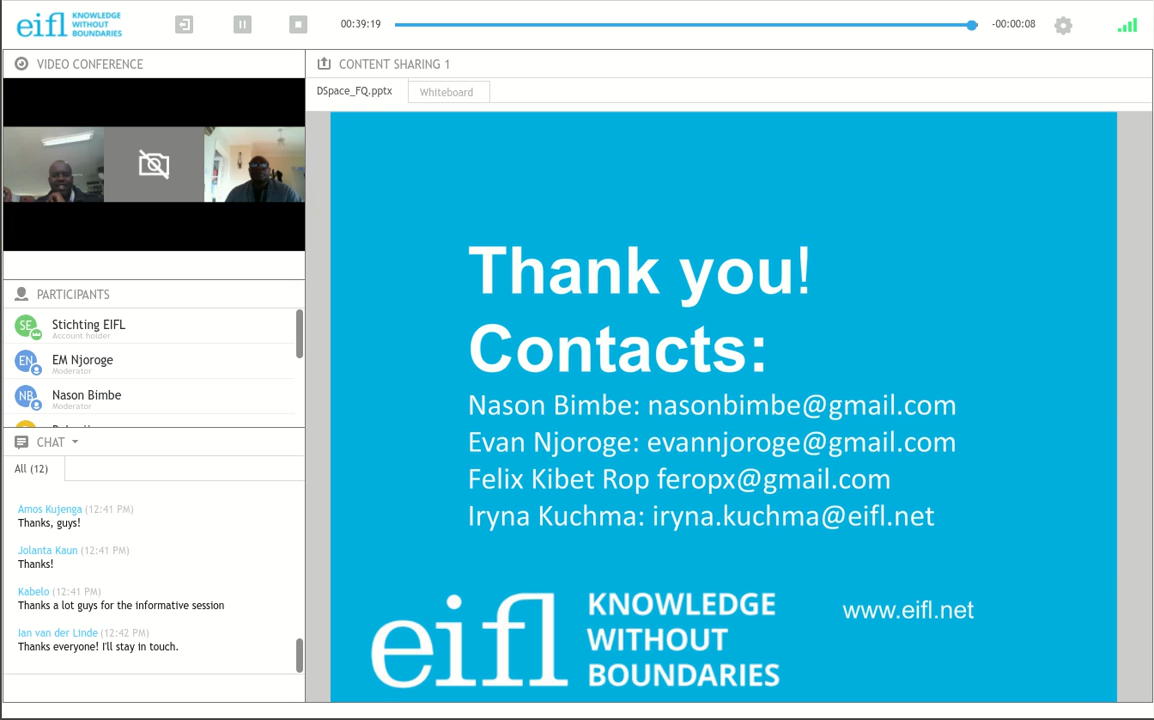 eifl KNOWLEDGE
WITHOUT
BOUNDARIES
00:39:19
-00:00:08
VIDEO CONFERENCE
CONTENT SHARING 1
DSpace_FQ.pptx
Whiteboard
PARTICIPANTS
SE Stichting EIFL
Account holder
EN EM Njoroge
Moderator
NB Nason Bimbe
Moderator
CHAT
All (12)
Amos Kujenga (12:41 PM)
Thanks, guys!
Jolanta Kaun (12:41 PM)
Thanks!
Kabelo (12:41 PM)
Thanks a lot guys for the informative session
Ian van der Linde (12:42 PM)
Thanks everyone! I'll stay in touch.
Thank you!
Contacts:
Nason Bimbe: nasonbimbe@gmail.com
Evan Njoroge: evannjoroge@gmail.com
Felix Kibet Rop feropx@gmail.com
Iryna Kuchma: iryna.kuchma@eifl.net
eifl KNOWLEDGE
WITHOUT
BOUNDARIES
www.eifl.net